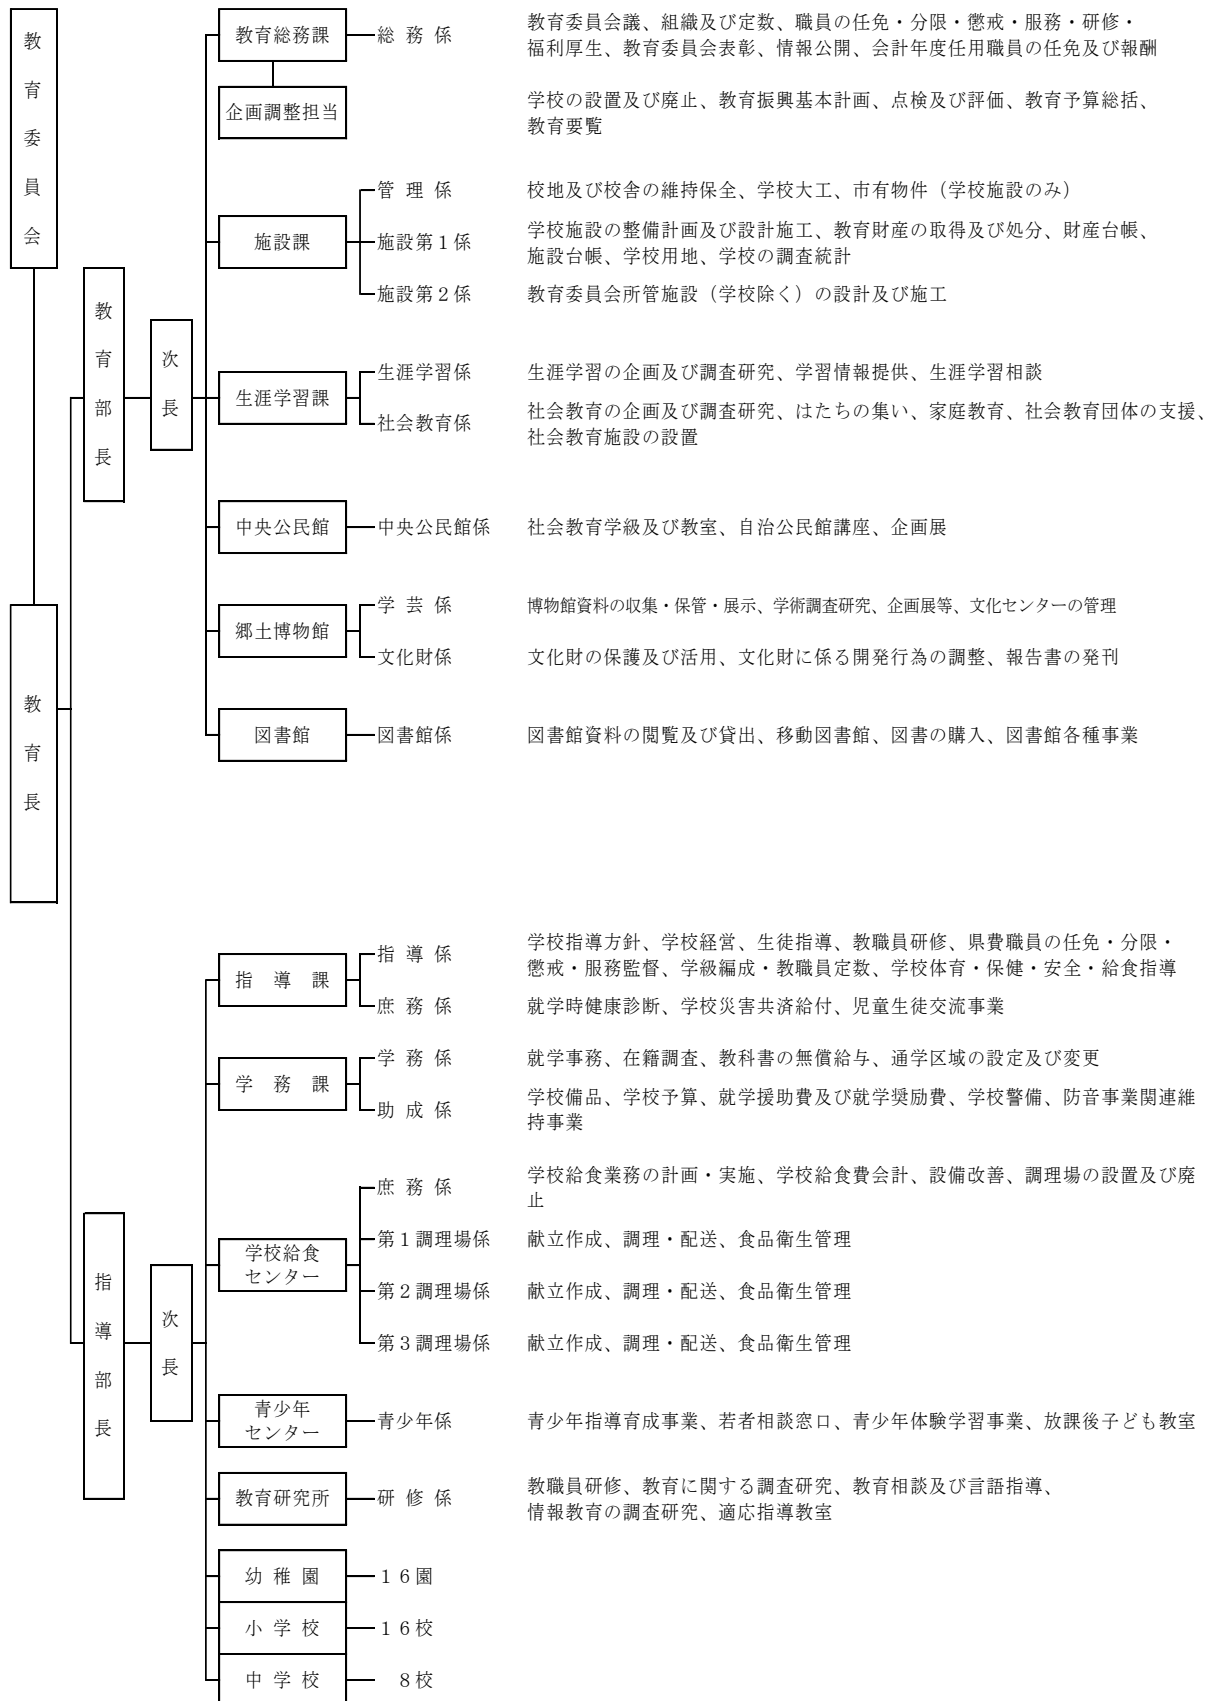 教育委員会
教育長
教育部長
次長
教育総務課
総務係
教育委員会議、組織及び定数、職員の任免・分限・懲戒・服務・研修・
福利厚生、教育委員会表彰、情報公開、会計年度任用職員の任免及び報酬
企画調整担当
学校の設置及び廃止、教育振興基本計画、点検及び評価、教育予算総括、
教育要覧
施設課
管理係
校地及び校舎の維持保全、学校大工、市有物件（学校施設のみ）
施設第１係
学校施設の整備計画及び設計施工、教育財産の取得及び処分、財産台帳、
施設台帳、学校用地、学校の調査統計
施設第２係
教育委員会所管施設（学校除く）の設計及び施工
生涯学習課
生涯学習係
生涯学習の企画及び調査研究、学習情報提供、生涯学習相談
社会教育係
社会教育の企画及び調査研究、はたちの集い、家庭教育、社会教育団体の支援、
社会教育施設の設置
中央公民館
中央公民館係
社会教育学級及び教室、自治公民館講座、企画展
郷土博物館
学芸係
博物館資料の収集・保管・展示、学術調査研究、企画展等、文化センターの管理
文化財係
文化財の保護及び活用、文化財に係る開発行為の調整、報告書の発刊
図書館
図書館係
図書館資料の閲覧及び貸出、移動図書館、図書の購入、図書館各種事業
指導部長
次長
指導課
指導係
学校指導方針、学校経営、生徒指導、教職員研修、県費職員の任免・分限・
懲戒・服務監督、学級編成・教職員定数、学校体育・保健・安全・給食指導
庶務係
就学時健康診断、学校災害共済給付、児童生徒交流事業
学務課
学務係
就学事務、在籍調査、教科書の無償給与、通学区域の設定及び変更
助成係
学校備品、学校予算、就学援助費及び就学奨励費、学校警備、防音事業関連維
持事業
学校給食
センター
庶務係
学校給食業務の計画・実施、学校給食費会計、設備改善、調理場の設置及び廃
止
第１調理場係
献立作成、調理・配送、食品衛生管理
第２調理場係
献立作成、調理・配送、食品衛生管理
第３調理場係
献立作成、調理・配送、食品衛生管理
青少年
センター
青少年係
青少年指導育成事業、若者相談窓口、青少年体験学習事業、放課後子ども教室
教育研究所
研修係
教職員研修、教育に関する調査研究、教育相談及び言語指導、
情報教育の調査研究、適応指導教室
幼稚園
１６園
小学校
１６校
中学校
８校